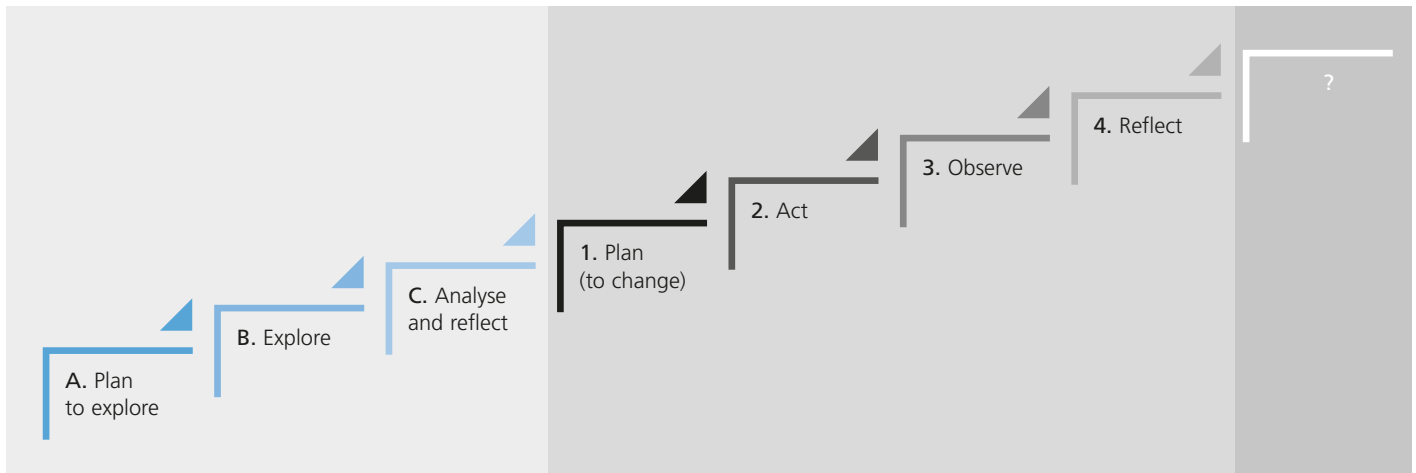 A. Plan
to explore
B. Explore
C. Analyse
and reflect
1. Plan
(to change)
2. Act
3. Observe
4. Reflect
?